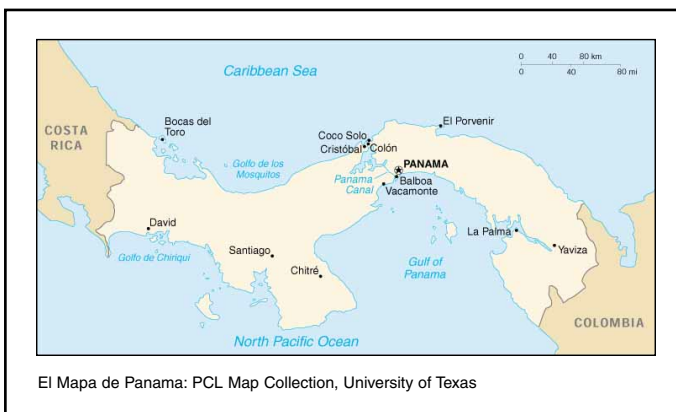 Caribbean Sea
0 40 80 km
0 40 80 mi
COSTA
RICA
Bocas del
Toro
El Porvenir
Coco Solo
Cristóbal
Colón
Golfo de los
Mosquitos
PANAMA
Panama
Canal
Balboa
Vacamonte
David
Golfo de Chiriqui
Santiago
Chitré
La Palma
Yaviza
Gulf of
Panama
COLOMBIA
North Pacific Ocean
El Mapa de Panama: PCL Map Collection, University of Texas